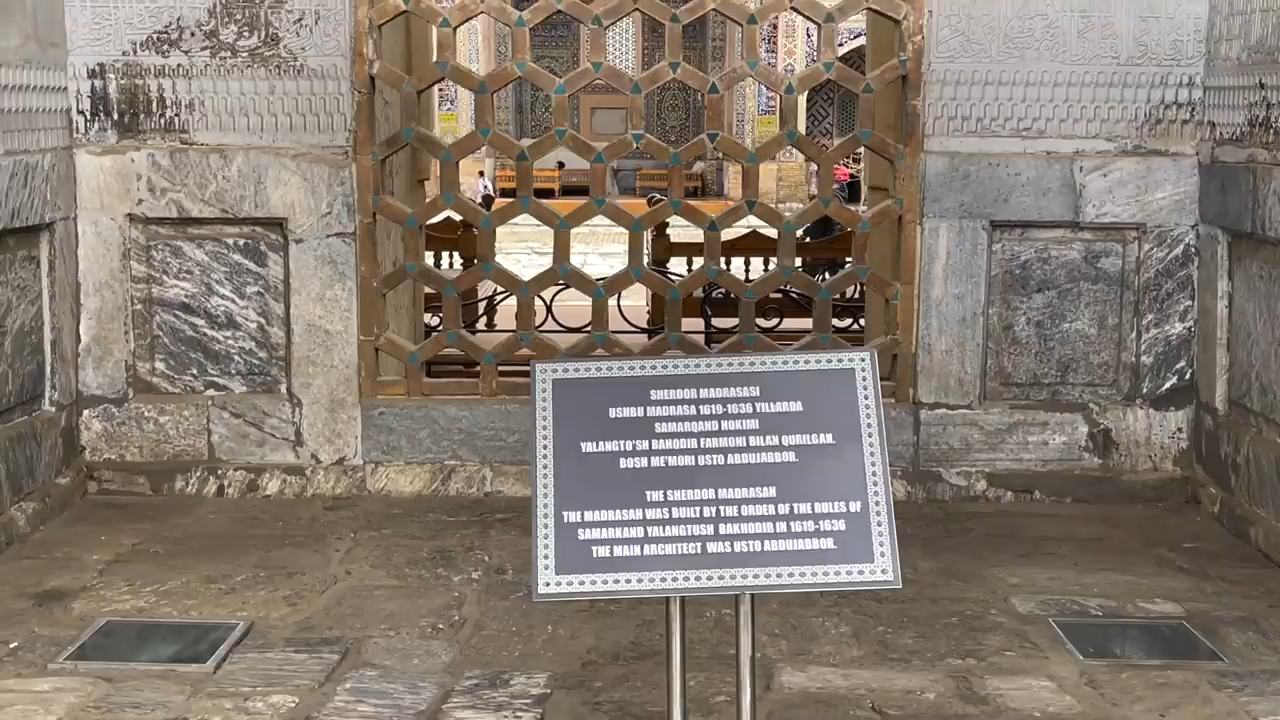 SHERDOR MADRASASI
USHBU MADRASA 1619-1636 YILLARDA
SAMARQAND HOKIMI
YALANGTO'SH BAHODIR FARMONI BILAN QURILGAN.
BOSH ME'MORI USTO ABDUJABBOR.
THE SHERDOR MADRASAH
THE MADRASAH WAS BUILT BY THE ORDER OF THE RULES OF
SAMARKAND YALANGTUSH BAKHODIR IN 1619-1636
THE MAIN ARCHITECT WAS USTO ABDUJABBOR.